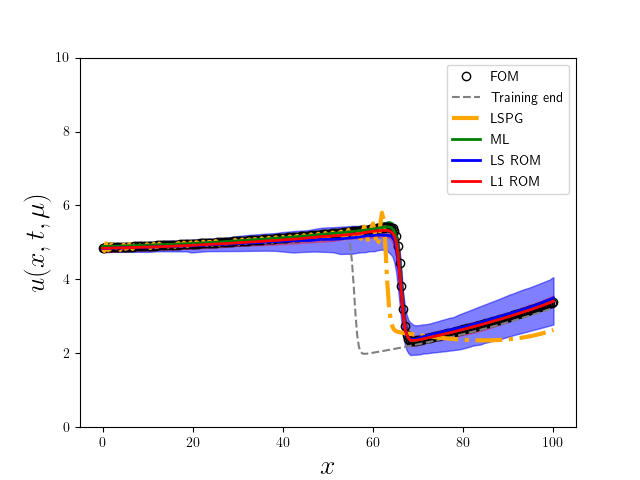 10
8
6
4
2
0
0
20
40
60
80
100
u(x, t, μ)
x
FOM
Training end
LSPG
ML
LS ROM
L1 ROM